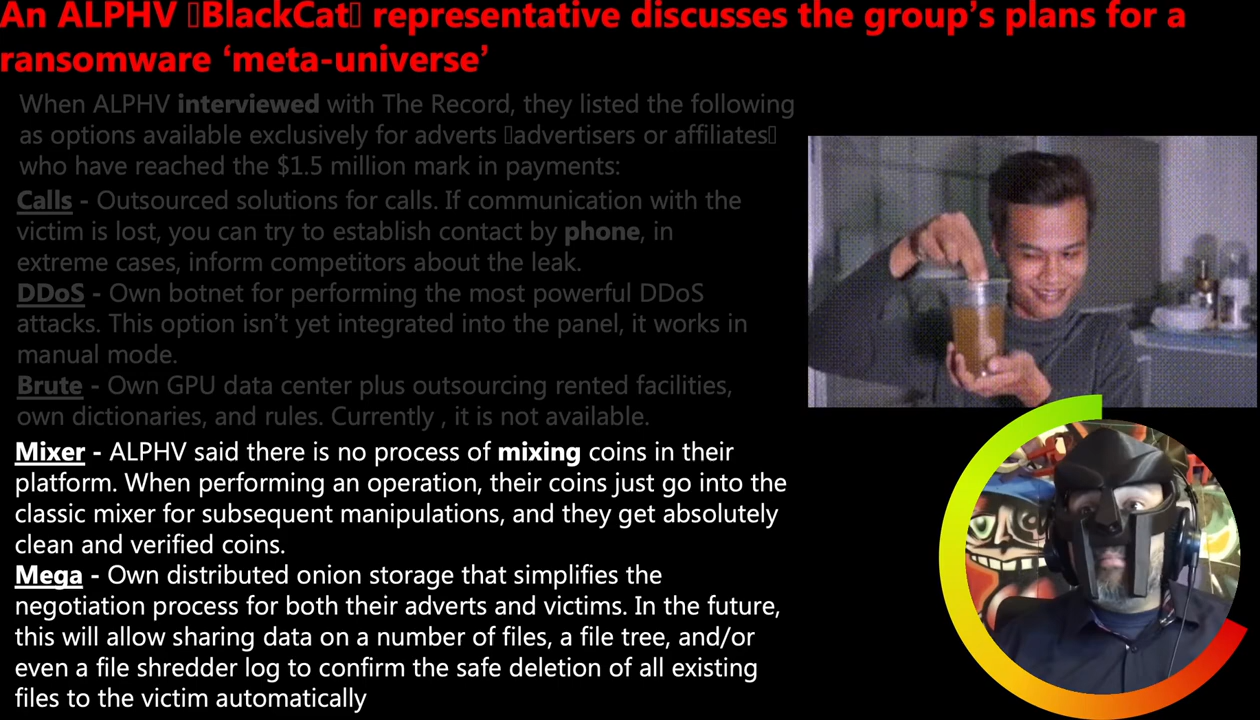 An ALPHV ▯BlackCat▯ representative discusses the group’s plans for a
ransomware ‘meta-universe’
When ALPHV interviewed with The Record, they listed the following
as options available exclusively for adverts ▯advertisers or affiliates▯
who have reached the $1.5 million mark in payments:
Calls - Outsourced solutions for calls. If communication with the
victim is lost, you can try to establish contact by phone, in
extreme cases, inform competitiors about the leak.
DDoS - Own botnet for performing the most powerful DDoS
attacks. This option isn’t yet integrated into the panel, it works in
manual mode.
Brute - Own GPU data center plus outsourcing rented facilities,
own dictionaries, and rules. Currently , it is not available.
Mixer - ALPHV said there is no process of mixing coins in their
platform. When performing an operation, their coins just go into the
classic mixer for subsequent manipulations, and they get absolutely
clean and verified coins.
Mega - Own distributed onion storage that simplifies the
negotiation process for both their adverts and victims. In the future,
this will allow sharing data on a number of files, a file tree, and/or
even a file shredder log to confirm the safe deletion of all existing
files to the victim automatically